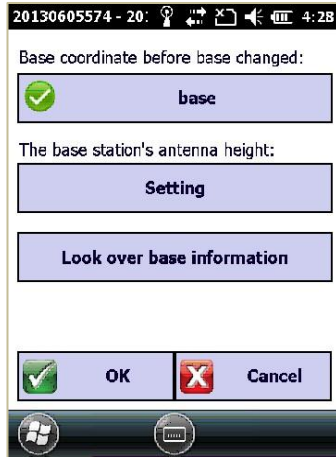 20130605574 - 20: 4:28
Base coordinate before base changed:
base
The base station's antenna height:
Setting
Look over base information
OK Cancel